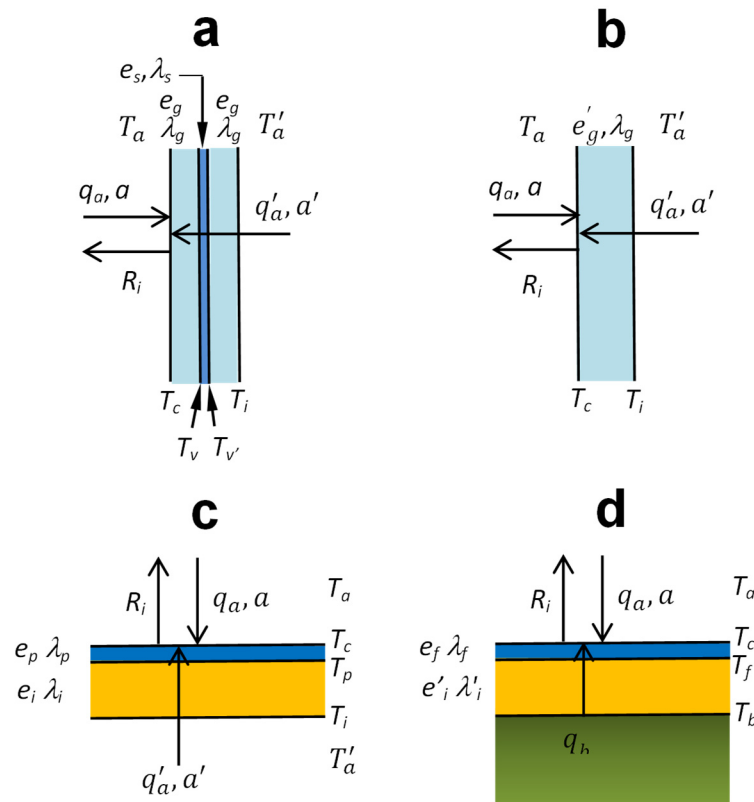 a
b
e_s, λ_s
e_g e_g
T_a λ_g λ_g T'_a
T_a e'_g, λ_g T'_a
q_a, a
q'_a, a'
R_i
q_a, a
q'_a, a'
R_i
T_c T_i
T_v T_v'
T_c T_i
c
d
R_i
q_a, a
T_a
e_p λ_p
T_c
T_p
e_i λ_i
T_i
q'_a, a'
T'_a
R_i
q_a, a
T_a
e_f λ_f
T_c
T_f
e'_i λ'_i
T_b
q_b